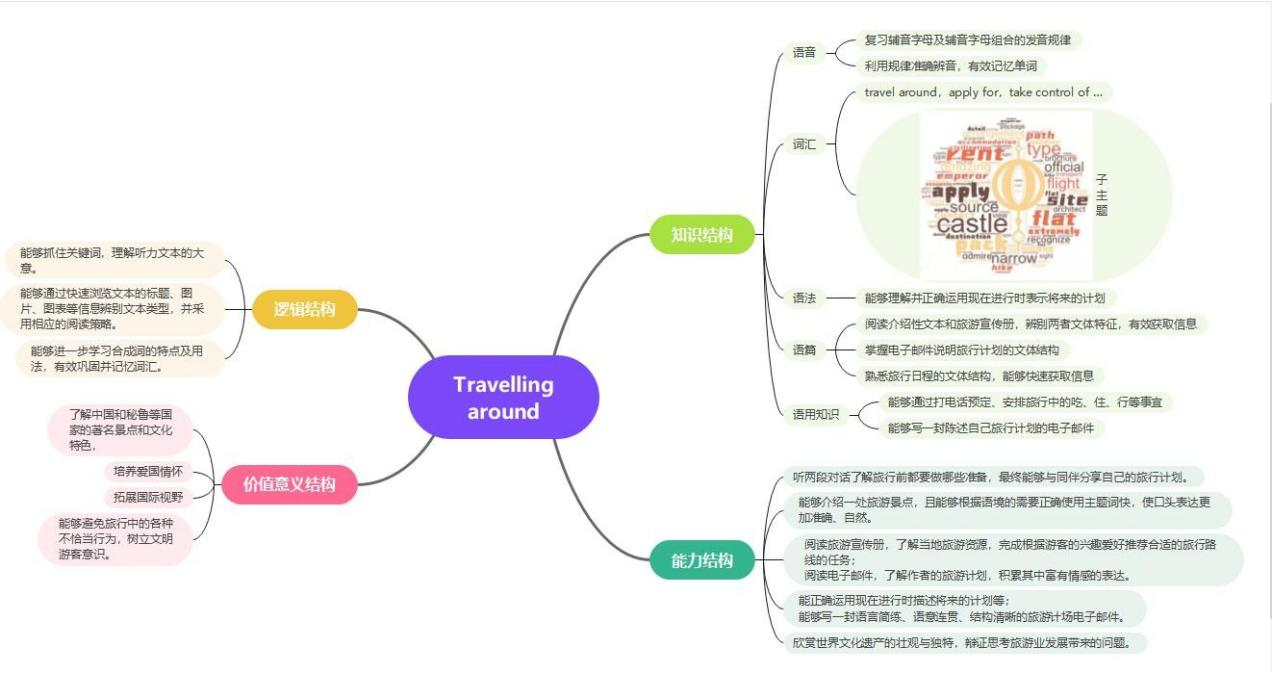 Travelling
around
知识结构
语音
复习辅音字母及辅音字母组合的发音规律
利用规律准确辨音，有效记忆单词
词汇
travel around，apply for，take control of ...
detail
package
path
accommodation
rent
type
brochure
official
emperor
flight
apply
site
source
architect
castle
flat
extremely
destination
recognize
pack
admire
narrow
sight
hike
子主题
语法
能够理解并正确运用现在进行时表示将来的计划
语篇
阅读介绍性文本和旅游宣传册，辨别两者文体特征，有效获取信息
掌握电子邮件说明旅行计划的文体结构
熟悉旅行日程的文体结构，能够快速获取信息
语用知识
能够通过打电话预定、安排旅行中的吃、住、行等事宜
能够写一封陈述自己旅行计划的电子邮件
能力结构
听两段对话了解旅行前都要做哪些准备，最终能够与同伴分享自己的旅行计划。
能够介绍一处旅游景点，且能够根据语境的需要正确使用主题词快，使口头表达更
加准确、自然。
阅读旅游宣传册，了解当地旅游资源，完成根据游客的兴趣爱好推荐合适的旅行路
线的任务；
阅读电子邮件，了解作者的旅游计划，积累其中富有情感的表达。
能正确运用现在进行时描述将来的计划等；
能够写一封语言简练、语意连贯、结构清晰的旅游计场电子邮件。
欣赏世界文化遗产的壮观与独特，辩证思考旅游业发展带来的问题。
逻辑结构
能够抓住关键词，理解听力文本的大
意。
能够通过快速浏览文本的标题、图
片、图表等信息辨别文本类型，并采
用相应的阅读策略。
能够进一步学习合成词的特点及用
法，有效巩固并记忆词汇。
价值意义结构
了解中国和秘鲁等国
家的著名景点和文化
特色，
培养爱国情怀
拓展国际视野
能够避免旅行中的各种
不恰当行为，树立文明
游客意识。